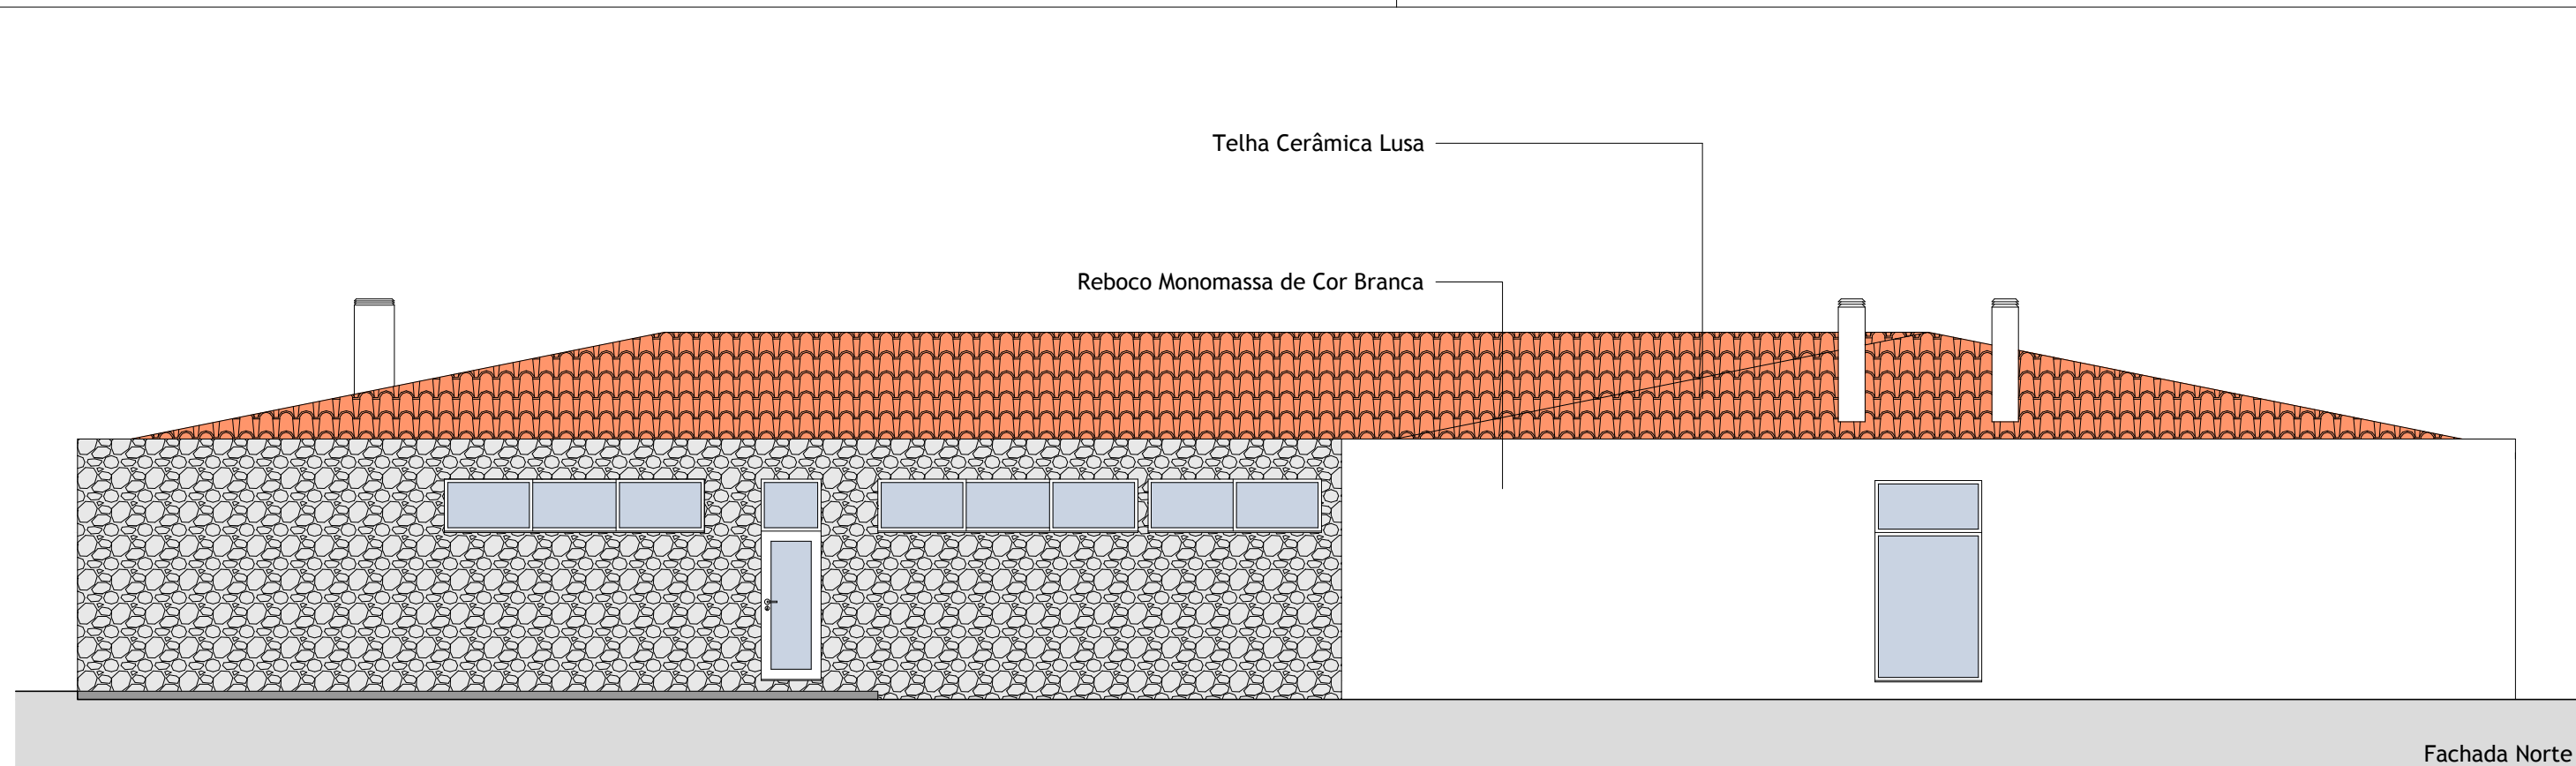 Telha Cerâmica Lusa
Reboco Monomassa de Cor Branca
Fachada Norte